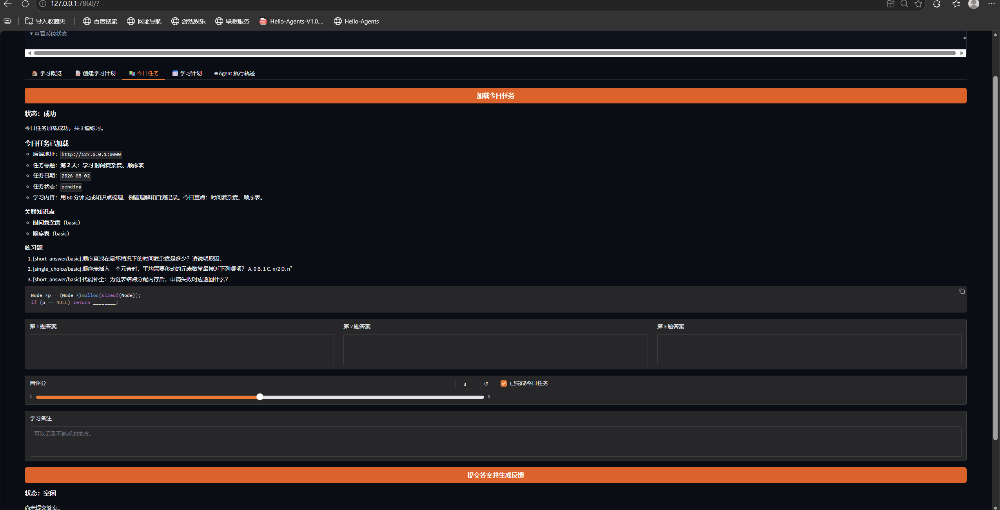 127.0.0.1:7860/?
导入收藏夹
百度搜索
网址导航
游戏娱乐
联想服务
Hello-Agents-V1.0....
Hello-Agents
▾ 查看系统状态
学习概览
创建学习计划
今日任务
学习计划
Agent 执行轨迹
加载今日任务
状态：成功
今日任务加载成功，共 3 道练习。
今日任务已加载
后端地址：http://127.0.0.1:8000
任务标题：第 2 天：学习 时间复杂度、顺序表
任务日期：2026-08-02
任务状态：pending
学习内容：用 60 分钟完成知识点梳理、例题理解和自测记录。今日重点：时间复杂度、顺序表。
关联知识点
时间复杂度（basic）
顺序表（basic）
练习题
1. [short_answer/basic] 顺序查找在最坏情况下的时间复杂度是多少？请说明原因。
2. [single_choice/basic] 顺序表插入一个元素时，平均需要移动的元素数量最接近下列哪项？ A. 0 B. 1 C. n/2 D. n²
3. [short_answer/basic] 代码补全：为链表结点分配内存后，申请失败时应返回什么？
Node *p = (Node *)malloc(sizeof(Node));
if (p == NULL) return ________;
第 1 题答案
第 2 题答案
第 3 题答案
自评分
3
已完成今日任务
1
5
学习备注
可以记录不熟悉的地方。
提交答案并生成反馈
状态：空闲
尚未提交答案。